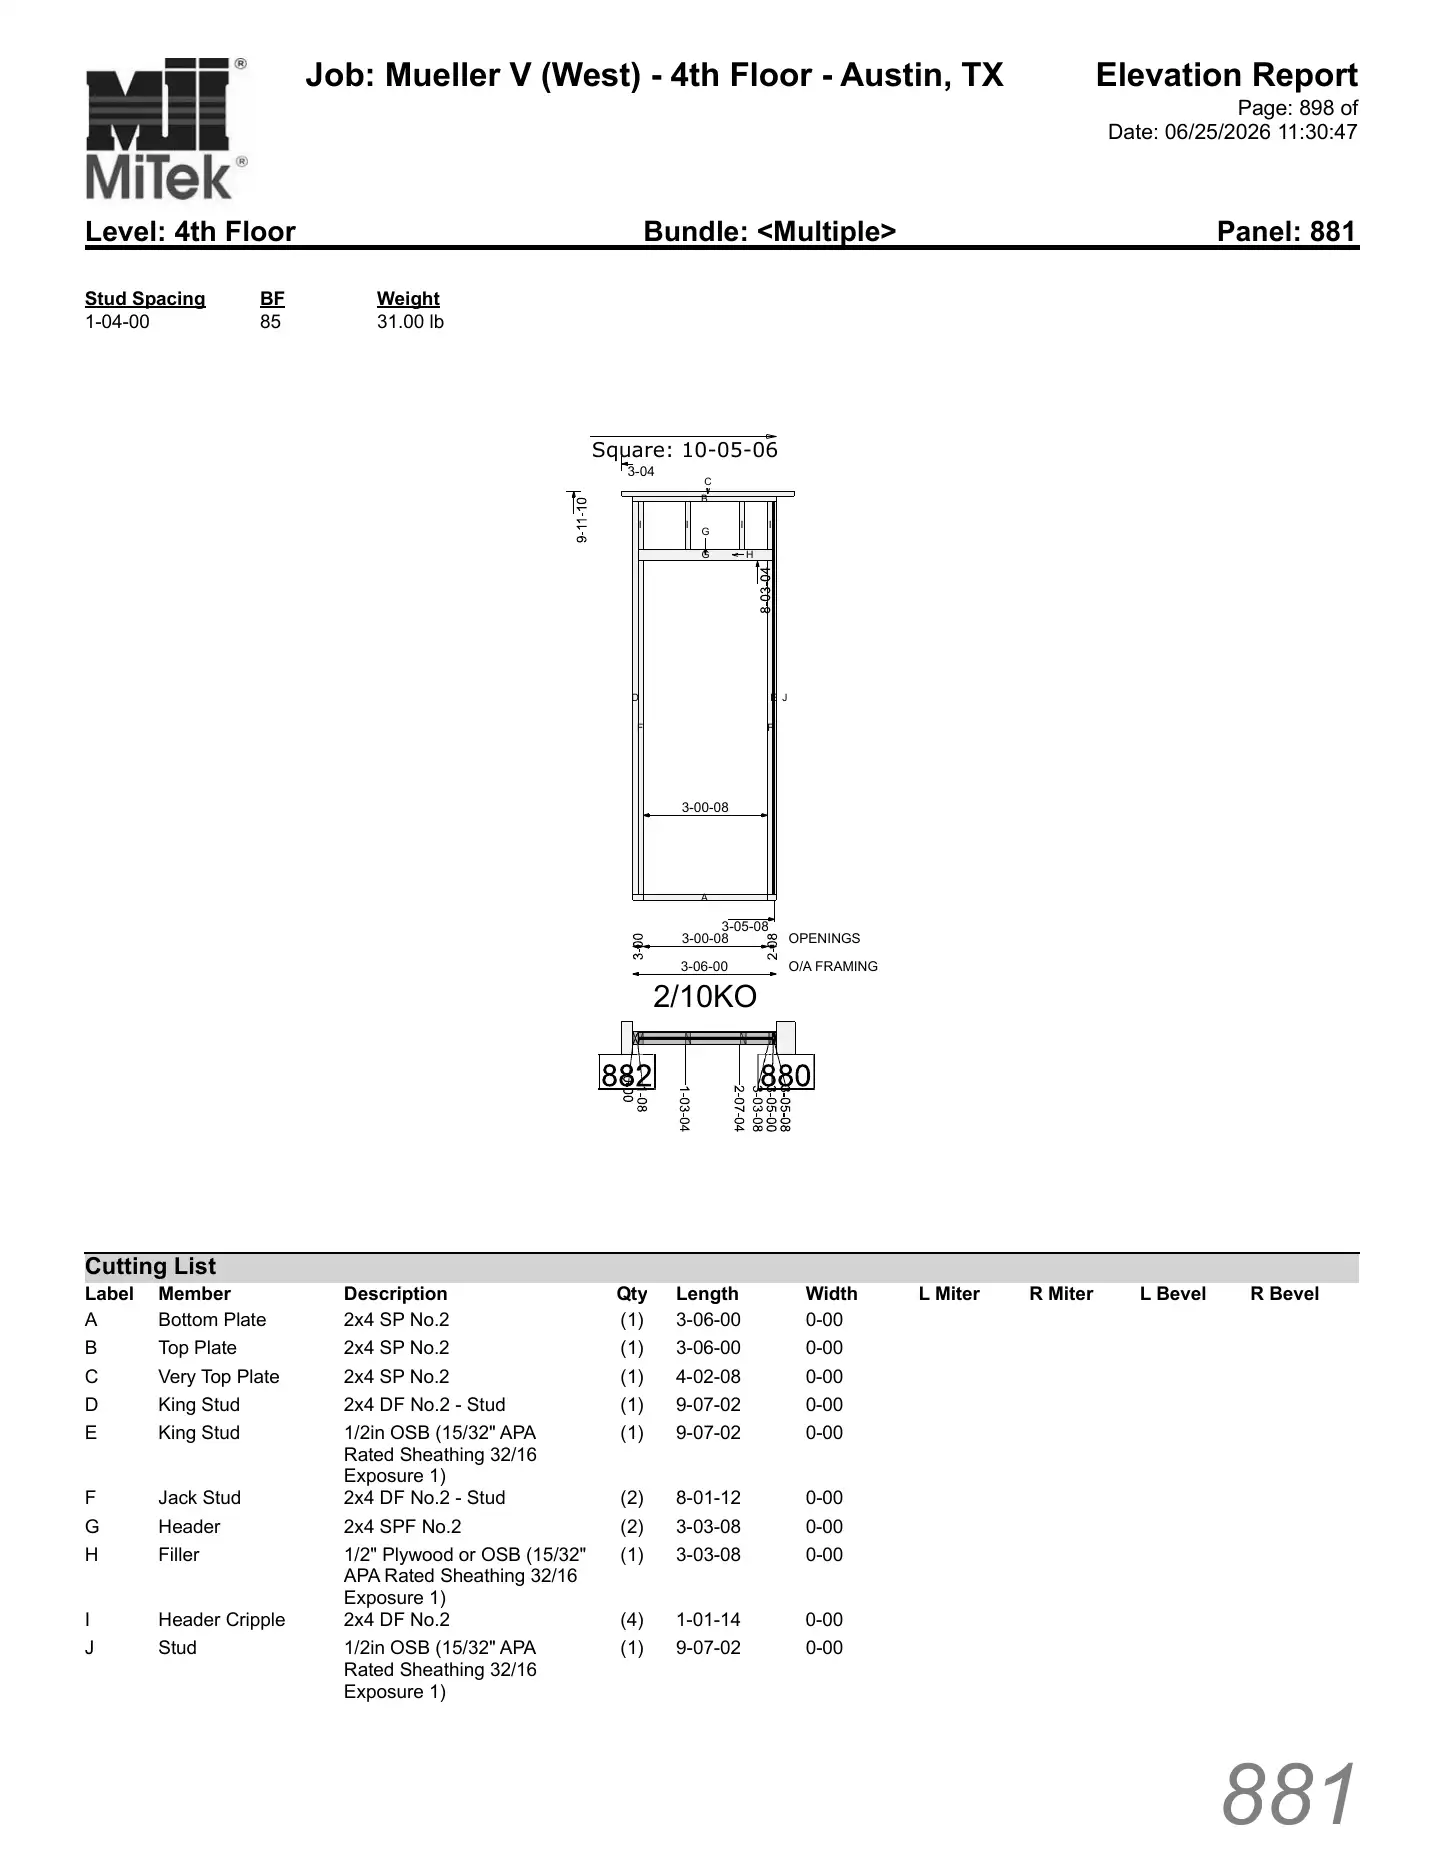 Job: Mueller V (West) - 4th Floor - Austin, TX
Elevation Report
Page: 898 of
Date: 06/25/2026 11:30:47
MiTek®
Level: 4th Floor Bundle: <Multiple> Panel: 881
Stud Spacing BF Weight
1-04-00 85 31.00 lb
Square: 10-05-06
3-04
C
B
9-11-10
I I I I
G
G H
8-03-04
D E J
F F
3-00-08
A
3-05-08
3-00 3-00-08 2-08 OPENINGS
3-06-00 O/A FRAMING
2/10KO
882 880
1-03-04 2-07-04 3-03-08 3-05-00 3-05-08
Cutting List
Label Member Description Qty Length Width L Miter R Miter L Bevel R Bevel
A Bottom Plate 2x4 SP No.2 (1) 3-06-00 0-00
B Top Plate 2x4 SP No.2 (1) 3-06-00 0-00
C Very Top Plate 2x4 SP No.2 (1) 4-02-08 0-00
D King Stud 2x4 DF No.2 - Stud (1) 9-07-02 0-00
E King Stud 1/2in OSB (15/32" APA (1) 9-07-02 0-00
Rated Sheathing 32/16
Exposure 1)
F Jack Stud 2x4 DF No.2 - Stud (2) 8-01-12 0-00
G Header 2x4 SPF No.2 (2) 3-03-08 0-00
H Filler 1/2" Plywood or OSB (15/32" (1) 3-03-08 0-00
APA Rated Sheathing 32/16
Exposure 1)
I Header Cripple 2x4 DF No.2 (4) 1-01-14 0-00
J Stud 1/2in OSB (15/32" APA (1) 9-07-02 0-00
Rated Sheathing 32/16
Exposure 1)
881